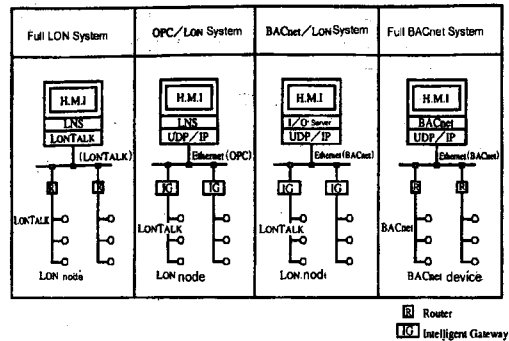 Full LON System
OPC/LON System
BACnet/LON System
Full BACnet System
H.M.I
LNS
LONTALK
(LONTALK)
R R
LONTALK
LON node
H.M.I
LNS
UDP/IP
Ethernet(OPC)
IG IG
LONTALK
LON node
H.M.I
I/O Server
UDP/IP
Ethernet(BACnet)
IG IG
LONTALK
LON node
H.M.I
BACnet
UDP/IP
Ethernet(BACnet)
R R
BACnet
BACnet device
R Router
IG Intelligent Gateway